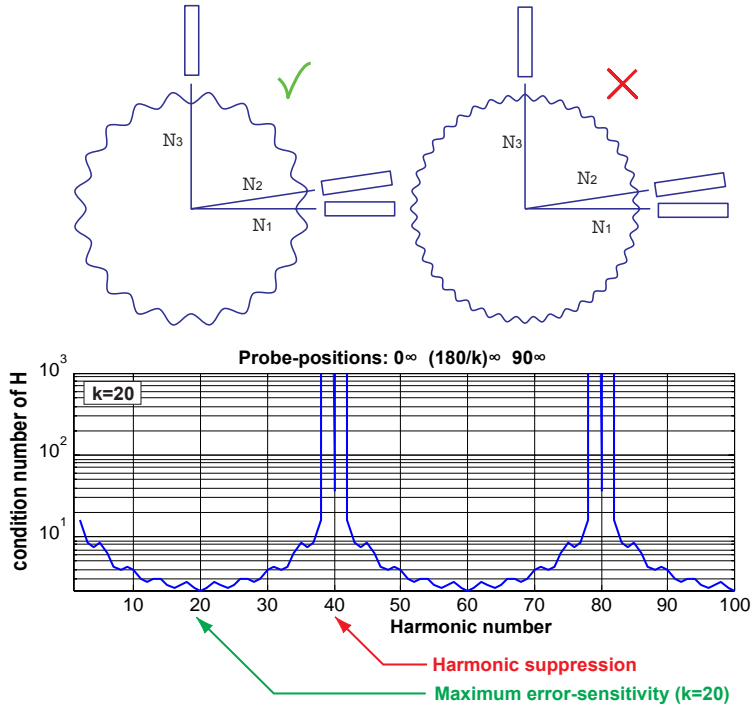 N3 N2 N1
N3 N2 N1
Probe-positions: 0∞ (180/k)∞ 90∞
k=20
condition number of H
10^3
10^2
10^1
10 20 30 40 50 60 70 80 90 100
Harmonic number
Harmonic suppression
Maximum error-sensitivity (k=20)